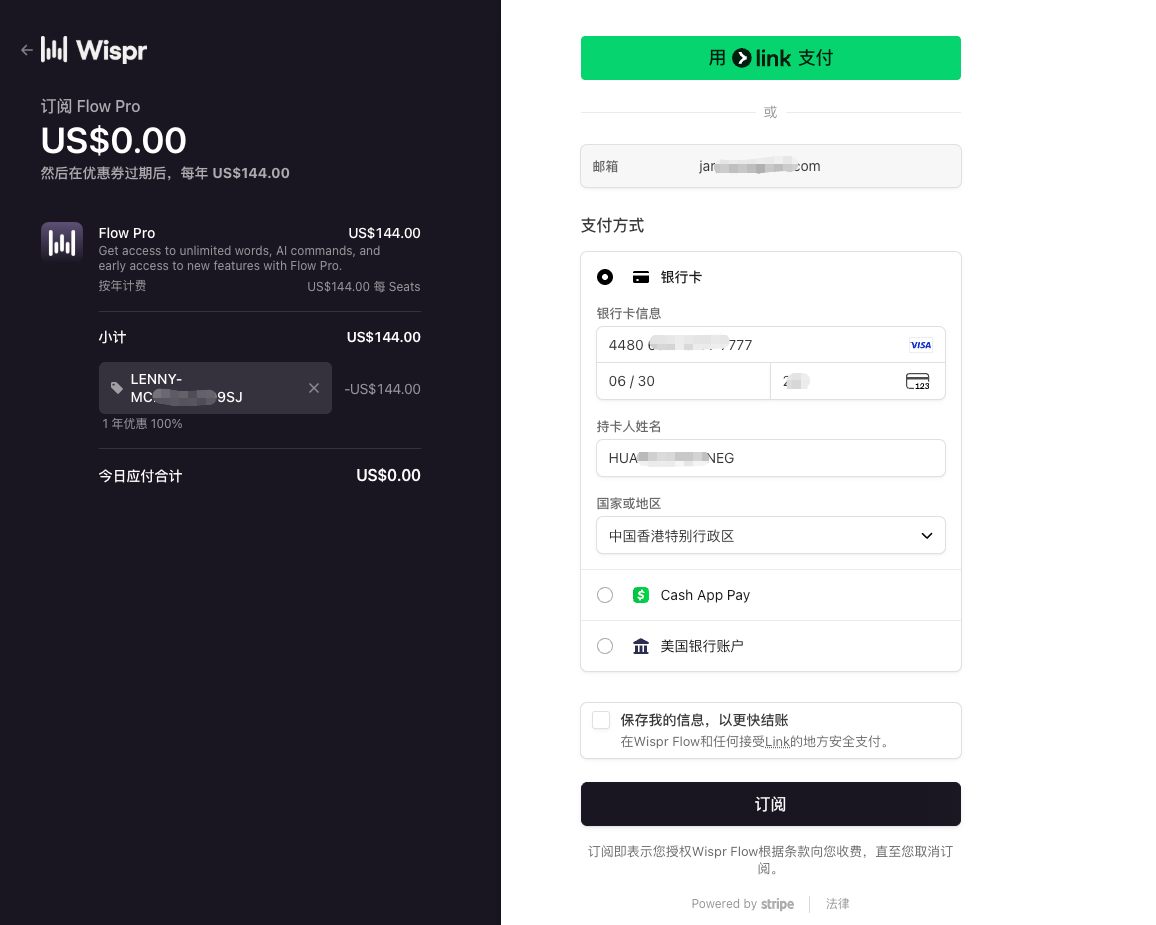 Wispr
订阅 Flow Pro
US$0.00
然后在优惠券过期后，每年 US$144.00
Flow Pro US$144.00
Get access to unlimited words, AI commands, and
early access to new features with Flow Pro.
按年计费 US$144.00 每 Seats
小计 US$144.00
LENNY-
MC 9SJ
-US$144.00
1 年优惠 100%
今日应付合计 US$0.00
用 link 支付
或
邮箱 jar com
支付方式
银行卡
银行卡信息
4480 777 VISA
06 / 30 2 123
持卡人姓名
HUA NEG
国家或地区
中国香港特别行政区
Cash App Pay
美国银行账户
保存我的信息，以更快结账
在Wispr Flow和任何接受Link的地方安全支付。
订阅
订阅即表示您授权Wispr Flow根据条款向您收费，直至您取消订
阅。
Powered by stripe 法律